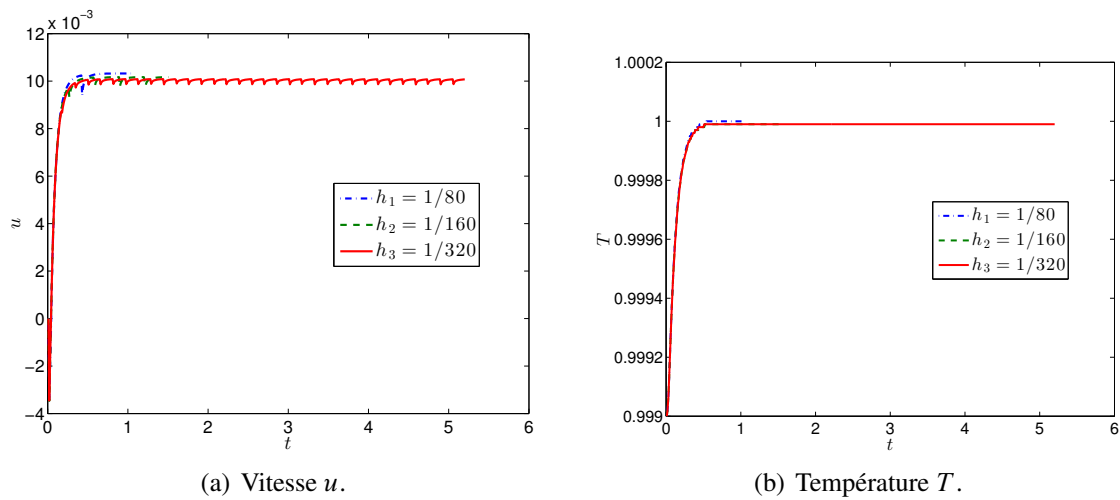 x 10⁻³
12
10
8
6
4
2
0
−2
−4
u
0 1 2 3 4 5 6
t
h₁ = 1/80
h₂ = 1/160
h₃ = 1/320
(a) Vitesse u.
1.0002
1
0.9998
0.9996
0.9994
0.9992
0.999
T
0 1 2 3 4 5 6
t
h₁ = 1/80
h₂ = 1/160
h₃ = 1/320
(b) Température T.